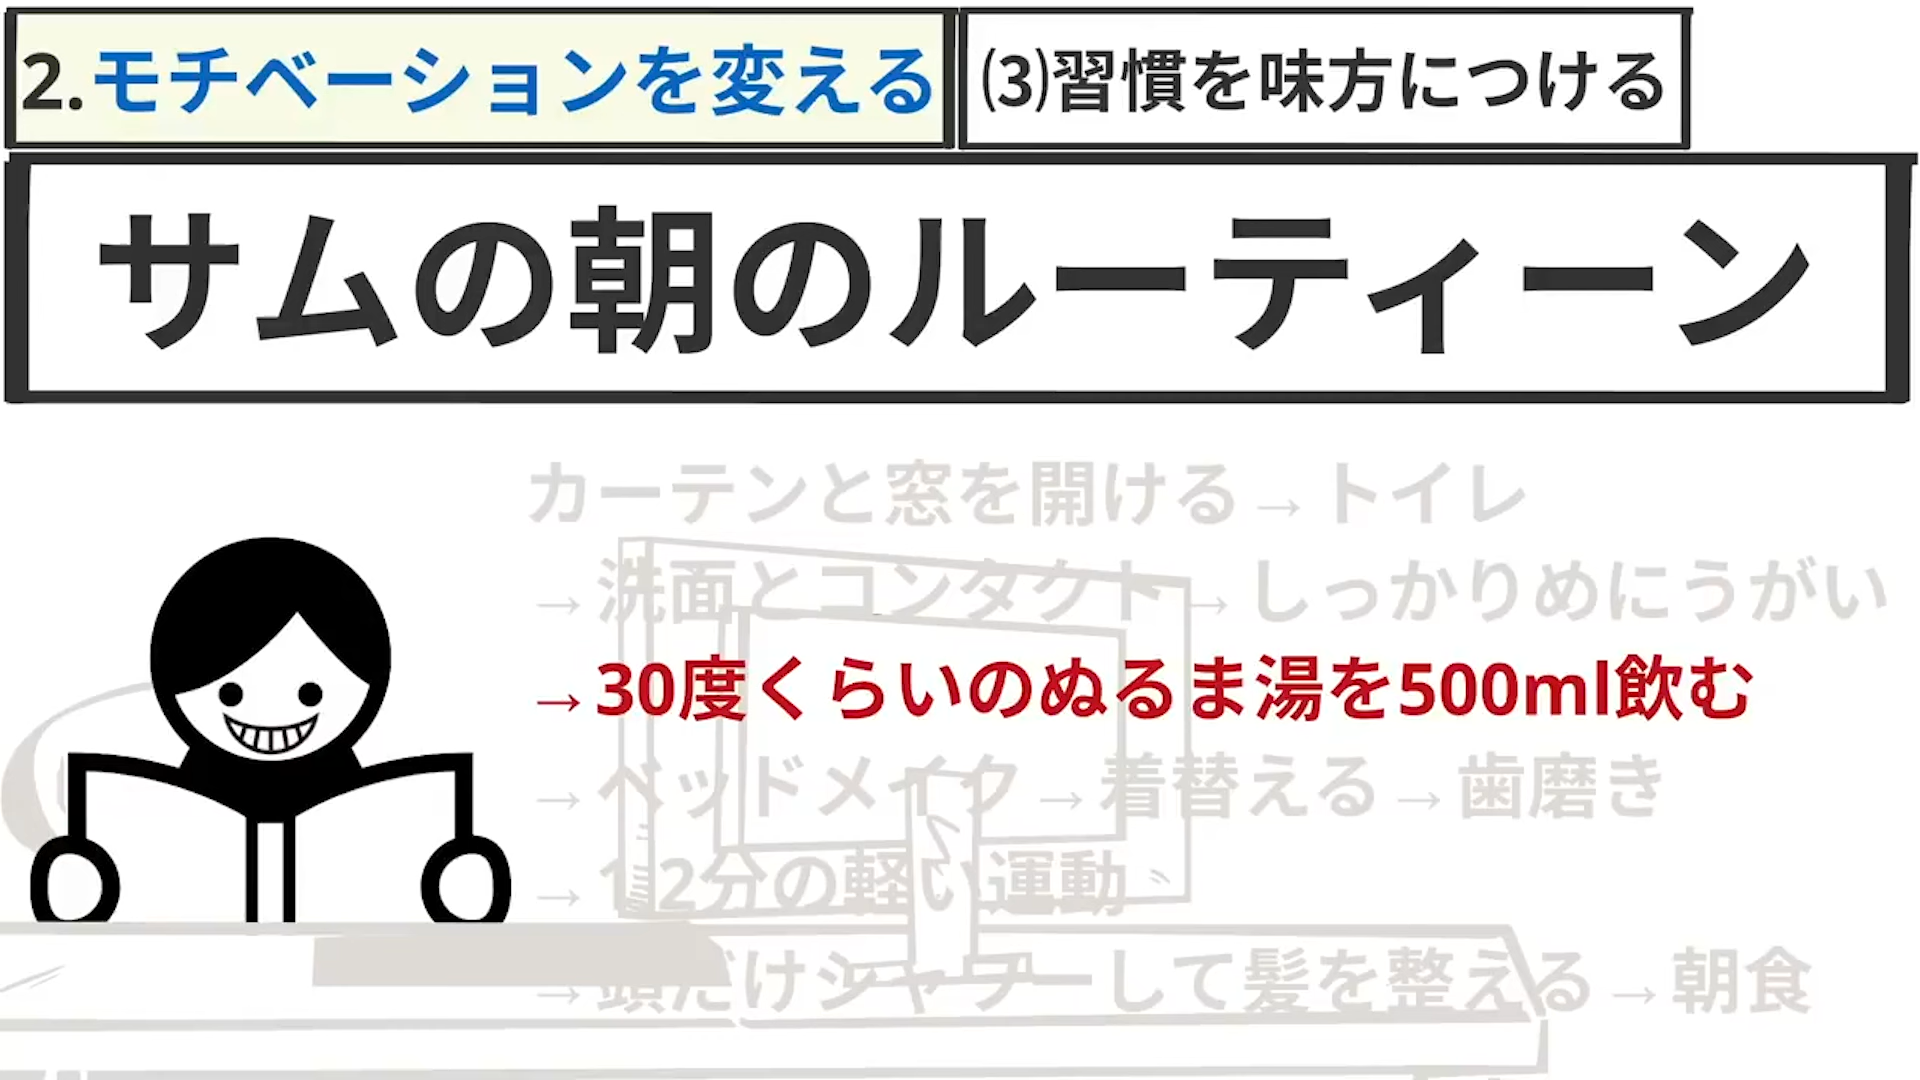 2.モチベーションを変える
⑶習慣を味方につける
サムの朝のルーティーン
カーテンと窓を開ける→トイレ
→洗面とコンタクト→しっかりめにうがい
→30度くらいのぬるま湯を500ml飲む
→ベッドメイク→着替える→歯磨き
→12分の軽い運動
→頭だけシャワーして髪を整える→朝食